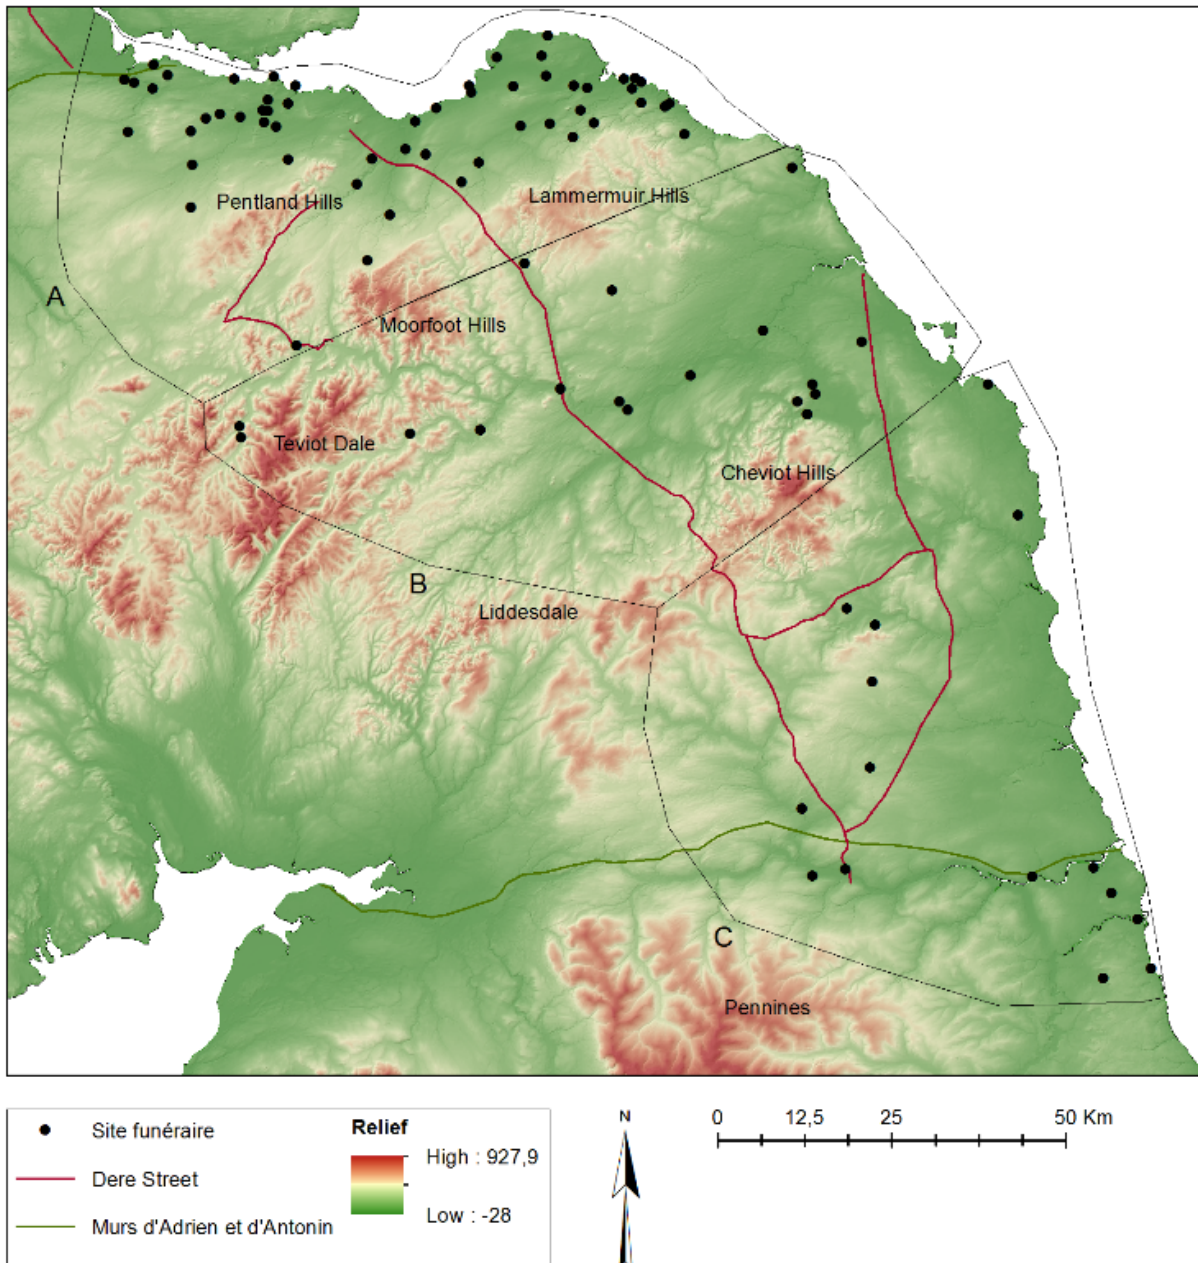 Pentland Hills
Lammermuir Hills
A
Moorfoot Hills
Teviot Dale
Cheviot Hills
B
Liddesdale
C
Pennines
Site funéraire
Dere Street
Murs d'Adrien et d'Antonin
Relief
High : 927,9
Low : -28
N
0 12,5 25 50 Km